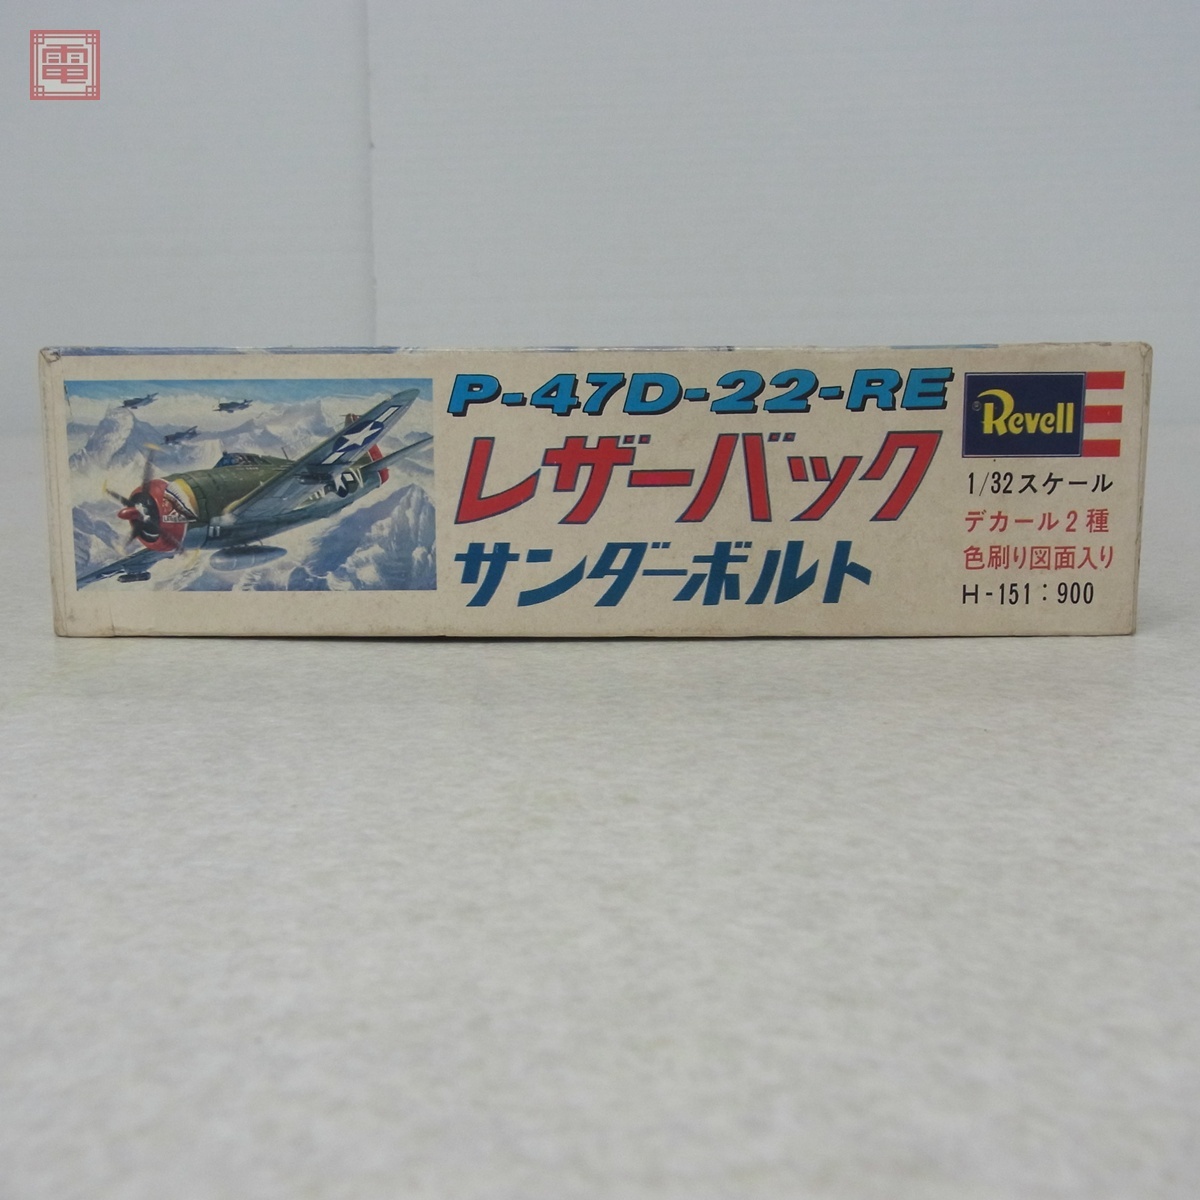 電
P-47D-22-RE
レザーバック
サンダーボルト
® Revell
1/32スケール
デカール2種
色刷り図面入り
H-151:900